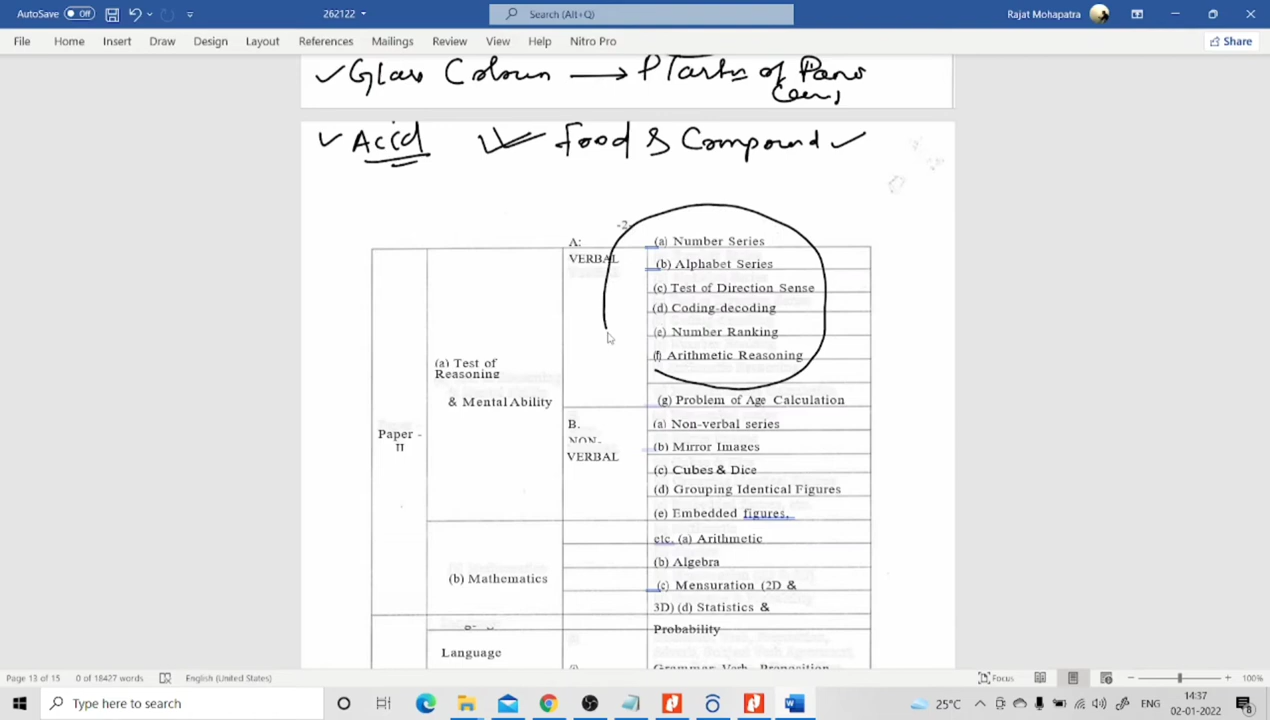 AutoSave Off
262122
Search (Alt+Q)
Rajat Mohapatra
File Home Insert Draw Design Layout References Mailings Review View Help Nitro Pro
Share
of
Acid Food & Compound
-2
A:
VERBAL
(a) Number Series
(b) Alphabet Series
(c) Test of Direction Sense
(d) Coding-decoding
(e) Number Ranking
(f) Arithmetic Reasoning
(g) Problem of Age Calculation
(a) Test of
Reasoning
& Mental Ability
Paper -
II
B.
NON-
VERBAL
(a) Non-verbal series
(b) Mirror Images
(c) Cubes & Dice
(d) Grouping Identical Figures
(e) Embedded figures,
etc. (a) Arithmetic
(b) Algebra
(b) Mathematics
(c) Mensuration (2D &
3D) (d) Statistics &
Probability
Language
Grammar Verb, Preposition
Page 13 of 15 0 of 18427 words English (United States) Focus 100%
Type here to search
25°C ENG
14:37
02-01-2022
8